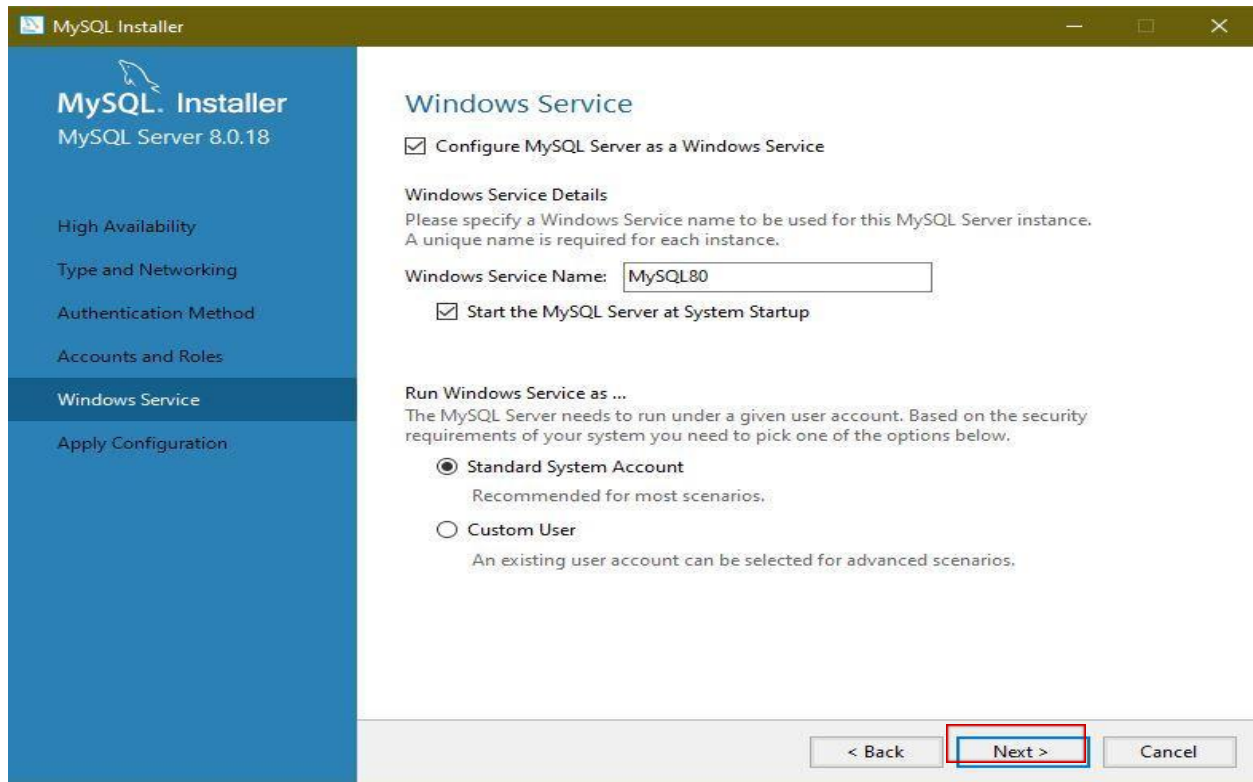 MySQL Installer
MySQL. Installer
MySQL Server 8.0.18
High Availability
Type and Networking
Authentication Method
Accounts and Roles
Windows Service
Apply Configuration
Windows Service
Configure MySQL Server as a Windows Service
Windows Service Details
Please specify a Windows Service name to be used for this MySQL Server instance.
A unique name is required for each instance.
Windows Service Name: MySQL80
Start the MySQL Server at System Startup
Run Windows Service as ...
The MySQL Server needs to run under a given user account. Based on the security
requirements of your system you need to pick one of the options below.
Standard System Account
Recommended for most scenarios.
Custom User
An existing user account can be selected for advanced scenarios.
< Back Next > Cancel